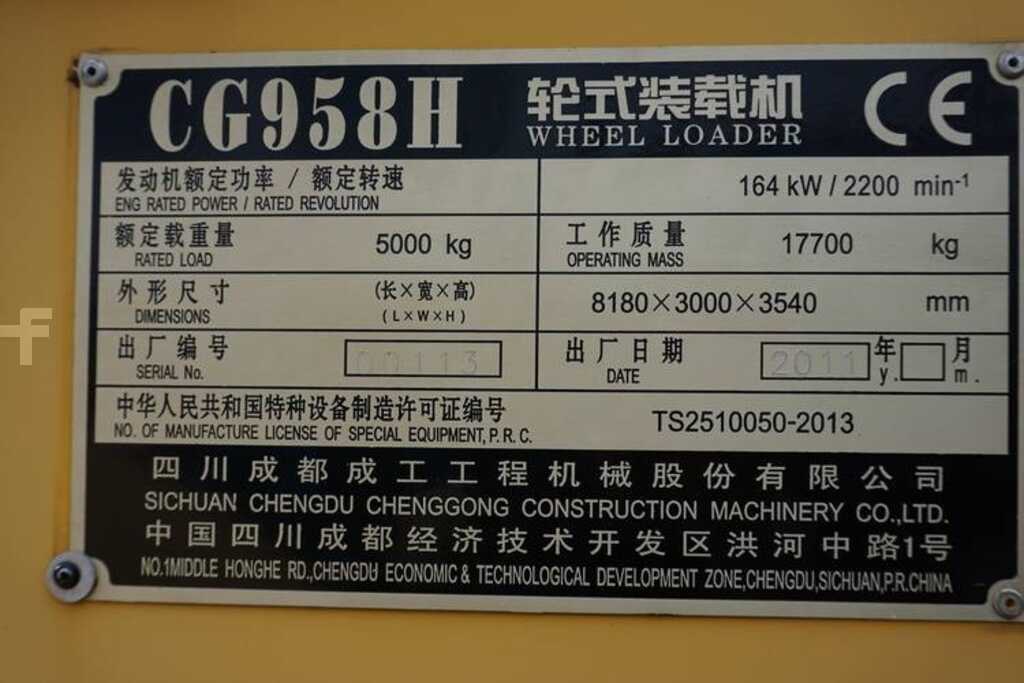 CG958H 轮式装载机 CE
WHEEL LOADER
发动机额定功率 / 额定转速 164 kW / 2200 min-1
ENG RATED POWER / RATED REVOLUTION
额定载重量 5000 kg 工作质量 17700 kg
RATED LOAD OPERATING MASS
外形尺寸 (长×宽×高) 8180×3000×3540 mm
DIMENSIONS (L×W×H)
出厂编号 00113 出厂日期 2011 年 月
SERIAL No. DATE y. m.
中华人民共和国特种设备制造许可证编号 TS2510050-2013
NO. OF MANUFACTURE LICENSE OF SPECIAL EQUIPMENT, P.R.C.
四川成都成工工程机械股份有限公司
SICHUAN CHENGDU CHENGGONG CONSTRUCTION MACHINERY CO.,LTD.
中国四川成都经济技术开发区洪河中路1号
NO.1MIDDLE HONGHE RD.,CHENGDU ECONOMIC & TECHNOLOGICAL DEVELOPMENT ZONE,CHENGDU,SICHUAN,P.R.CHINA
f